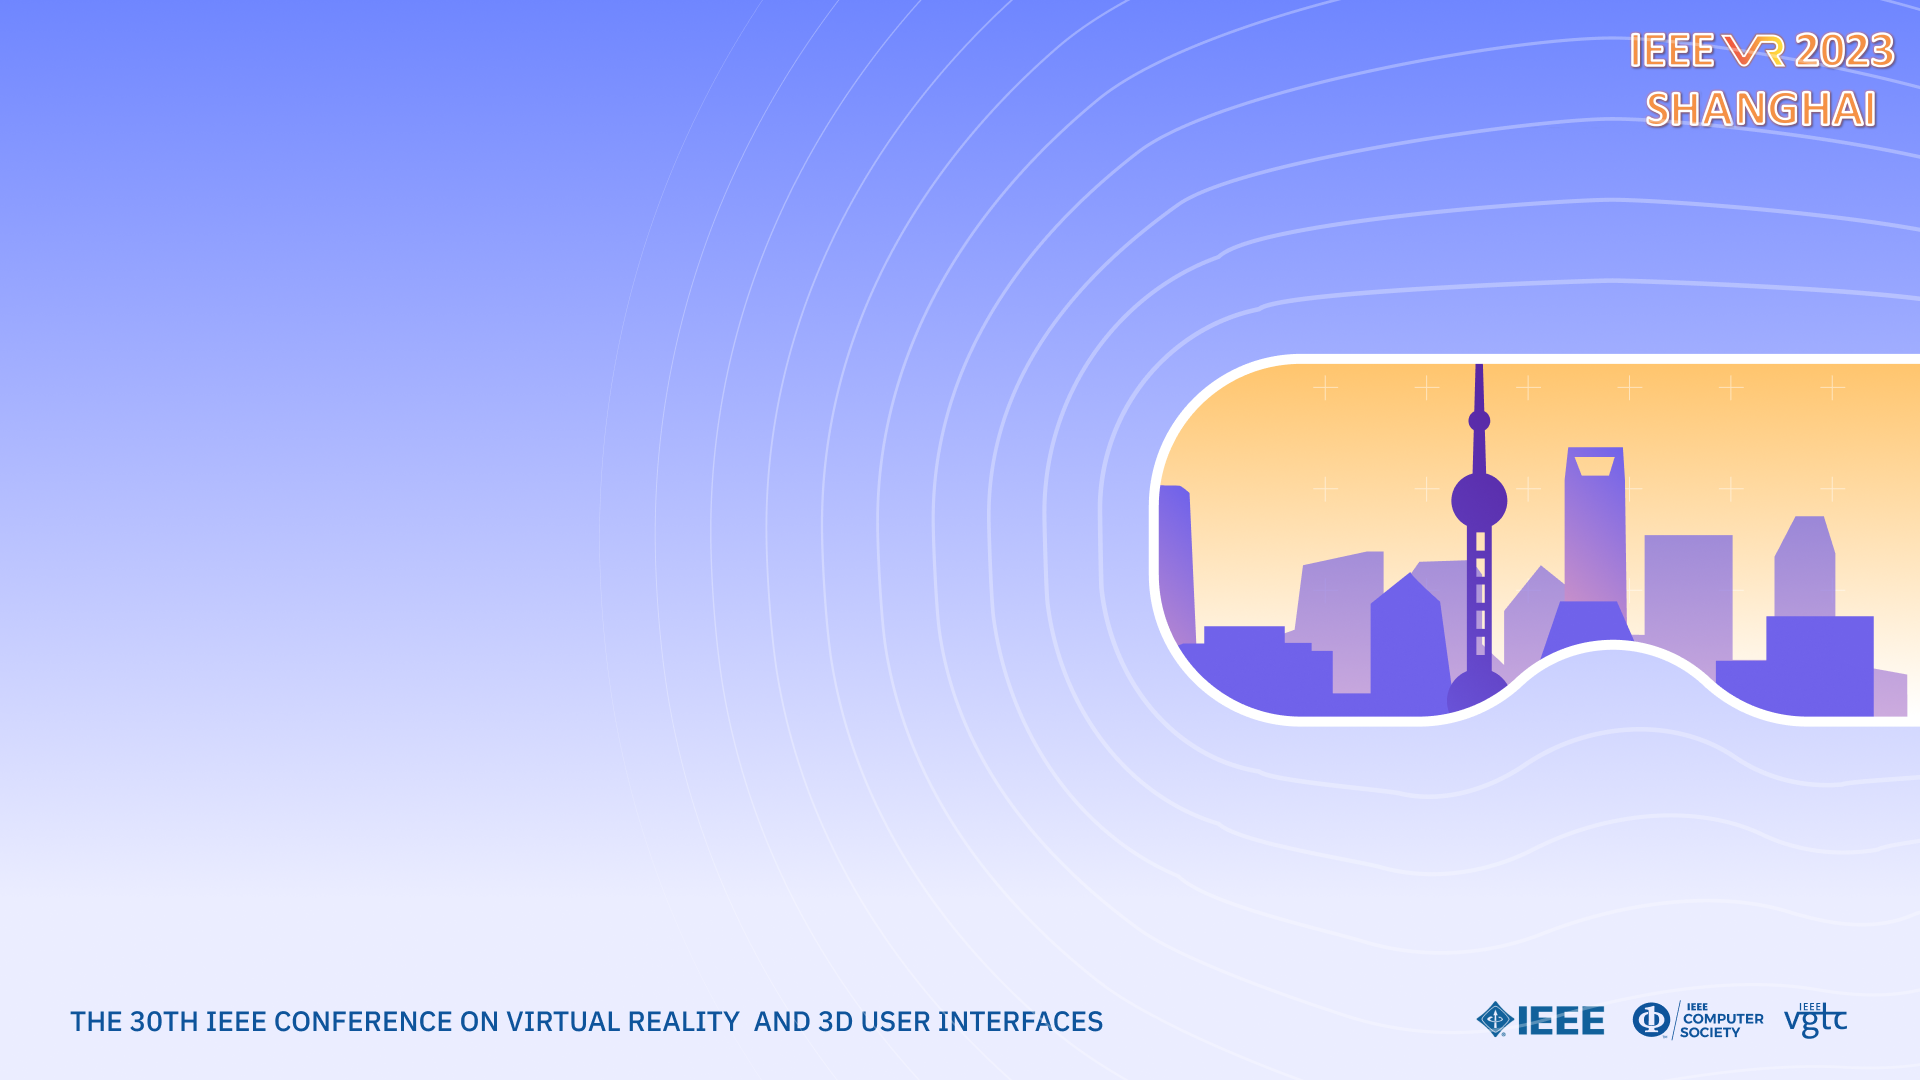 IEEE VR 2023
SHANGHAI
THE 30TH IEEE CONFERENCE ON VIRTUAL REALITY AND 3D USER INTERFACES
IEEE
IEEE
COMPUTER
SOCIETY
IEEE
vgtc